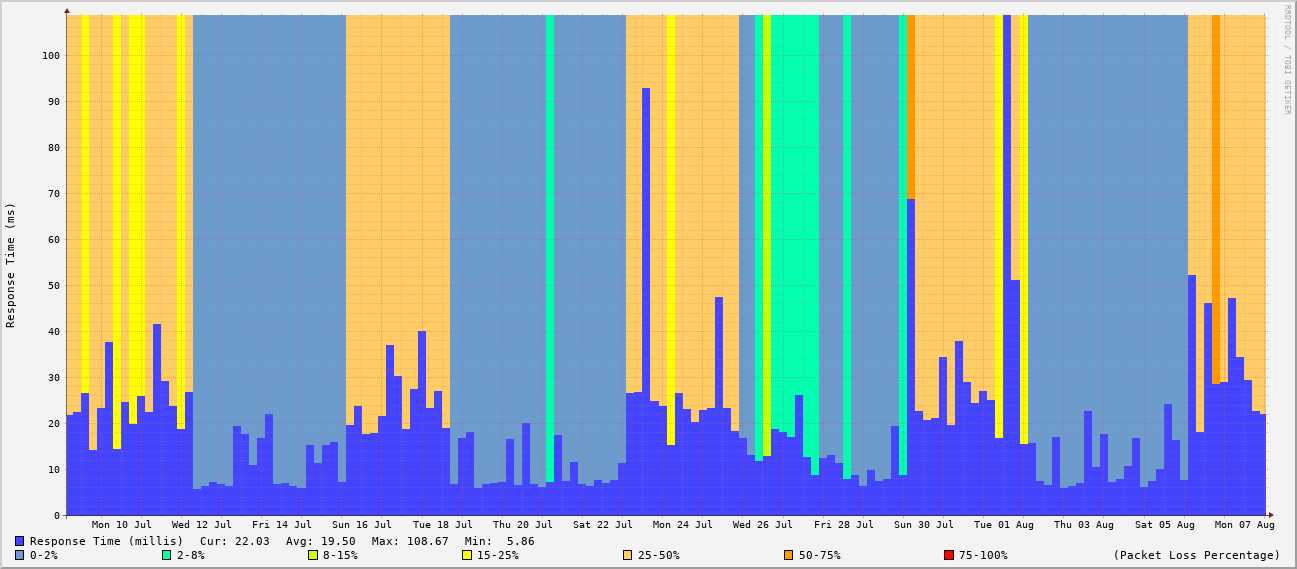 RRDTOOL / TOBI OETIKER
Response Time (ms)
100
90
80
70
60
50
40
30
20
10
0
Mon 10 Jul Wed 12 Jul Fri 14 Jul Sun 16 Jul Tue 18 Jul Thu 20 Jul Sat 22 Jul Mon 24 Jul Wed 26 Jul Fri 28 Jul Sun 30 Jul Tue 01 Aug Thu 03 Aug Sat 05 Aug Mon 07 Aug
Response Time (millis) Cur: 22.03 Avg: 19.50 Max: 108.67 Min: 5.86
0-2% 2-8% 8-15% 15-25% 25-50% 50-75% 75-100% (Packet Loss Percentage)